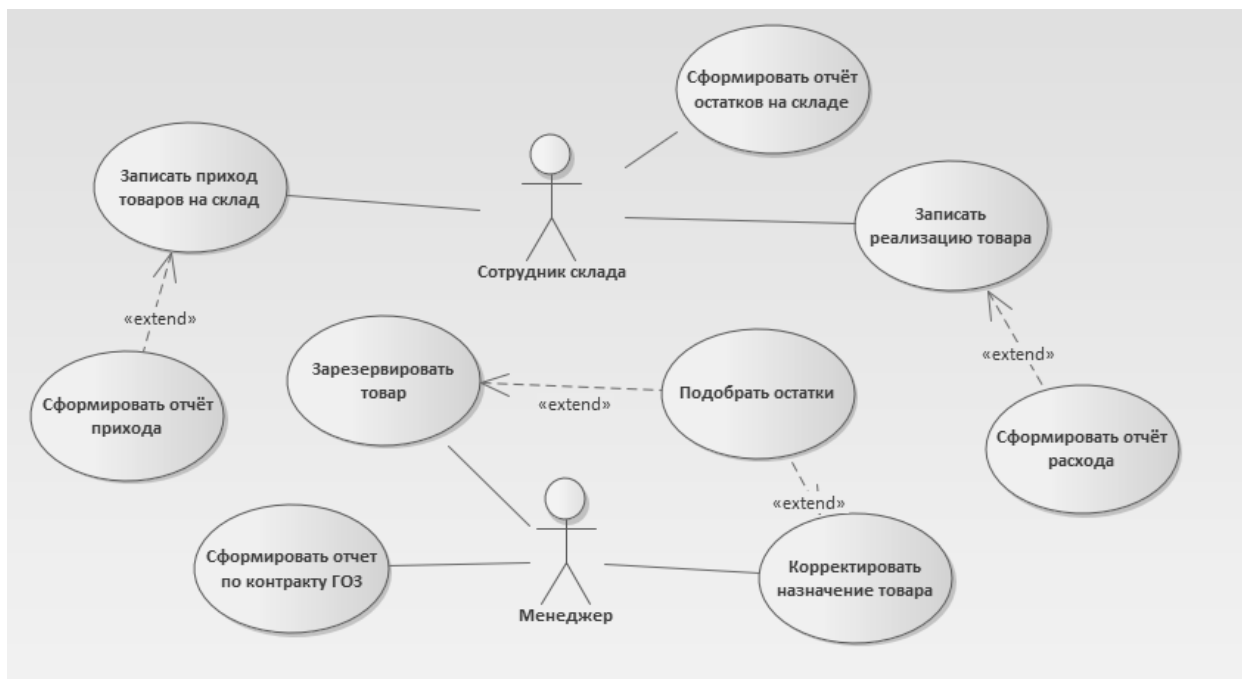 Сформировать отчёт
остатков на складе
Записать приход
товаров на склад
Записать
реализацию товара
Сотрудник склада
«extend»
«extend»
Зарезервировать
товар
Подобрать остатки
«extend»
Сформировать отчёт
прихода
Сформировать отчёт
расхода
«extend»
Сформировать отчет
по контракту ГОЗ
Корректировать
назначение товара
Менеджер